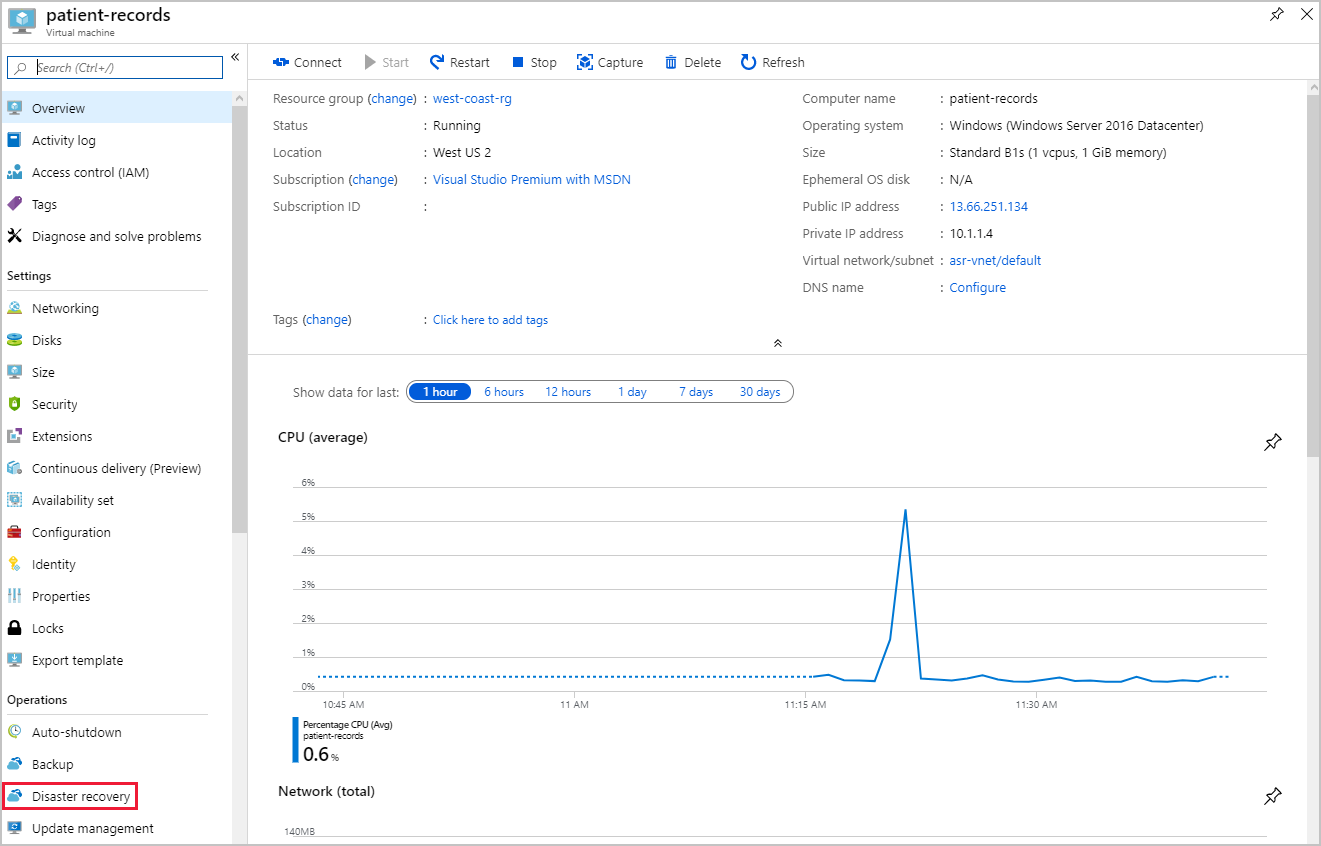 patient-records
Virtual machine
Search (Ctrl+/)
«
Overview
Activity log
Access control (IAM)
Tags
Diagnose and solve problems
Settings
Networking
Disks
Size
Security
Extensions
Continuous delivery (Preview)
Availability set
Configuration
Identity
Properties
Locks
Export template
Operations
Auto-shutdown
Backup
Disaster recovery
Update management
Connect Start Restart Stop Capture Delete Refresh
Resource group (change) : west-coast-rg
Status : Running
Location : West US 2
Subscription (change) : Visual Studio Premium with MSDN
Subscription ID :
Tags (change) : Click here to add tags
Computer name : patient-records
Operating system : Windows (Windows Server 2016 Datacenter)
Size : Standard B1s (1 vcpus, 1 GiB memory)
Ephemeral OS disk : N/A
Public IP address : 13.66.251.134
Private IP address : 10.1.1.4
Virtual network/subnet : asr-vnet/default
DNS name : Configure
Show data for last: 1 hour 6 hours 12 hours 1 day 7 days 30 days
CPU (average)
6%
5%
4%
3%
2%
1%
0%
10:45 AM 11 AM 11:15 AM 11:30 AM
Percentage CPU (Avg)
patient-records
0.6 %
Network (total)
140MB